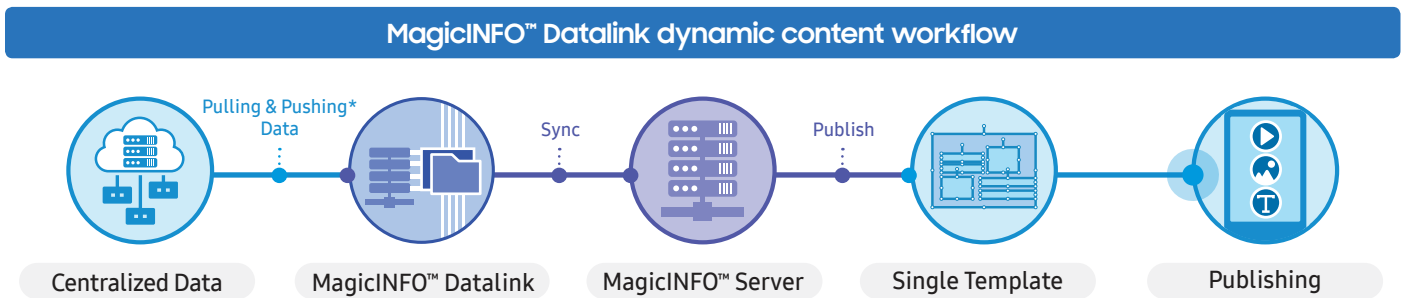 MagicINFO™ Datalink dynamic content workflow
Pulling & Pushing*
Data
Sync
Publish
T
Centralized Data
MagicINFO™ Datalink
MagicINFO™ Server
Single Template
Publishing